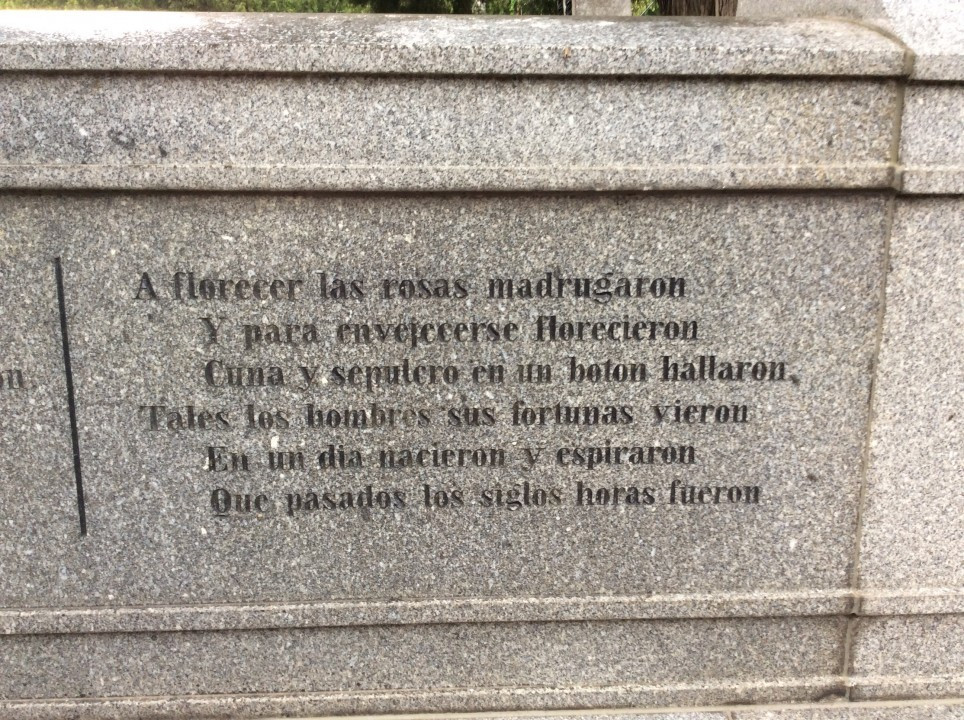 A florecer las rosas madrugaron
Y para envejecerse florecieron
Cuna y sepulcro en un boton hallaron,
Tales los hombres sus fortunas vieron
En un dia nacieron y espiraron
Que pasados los siglos horas fueron